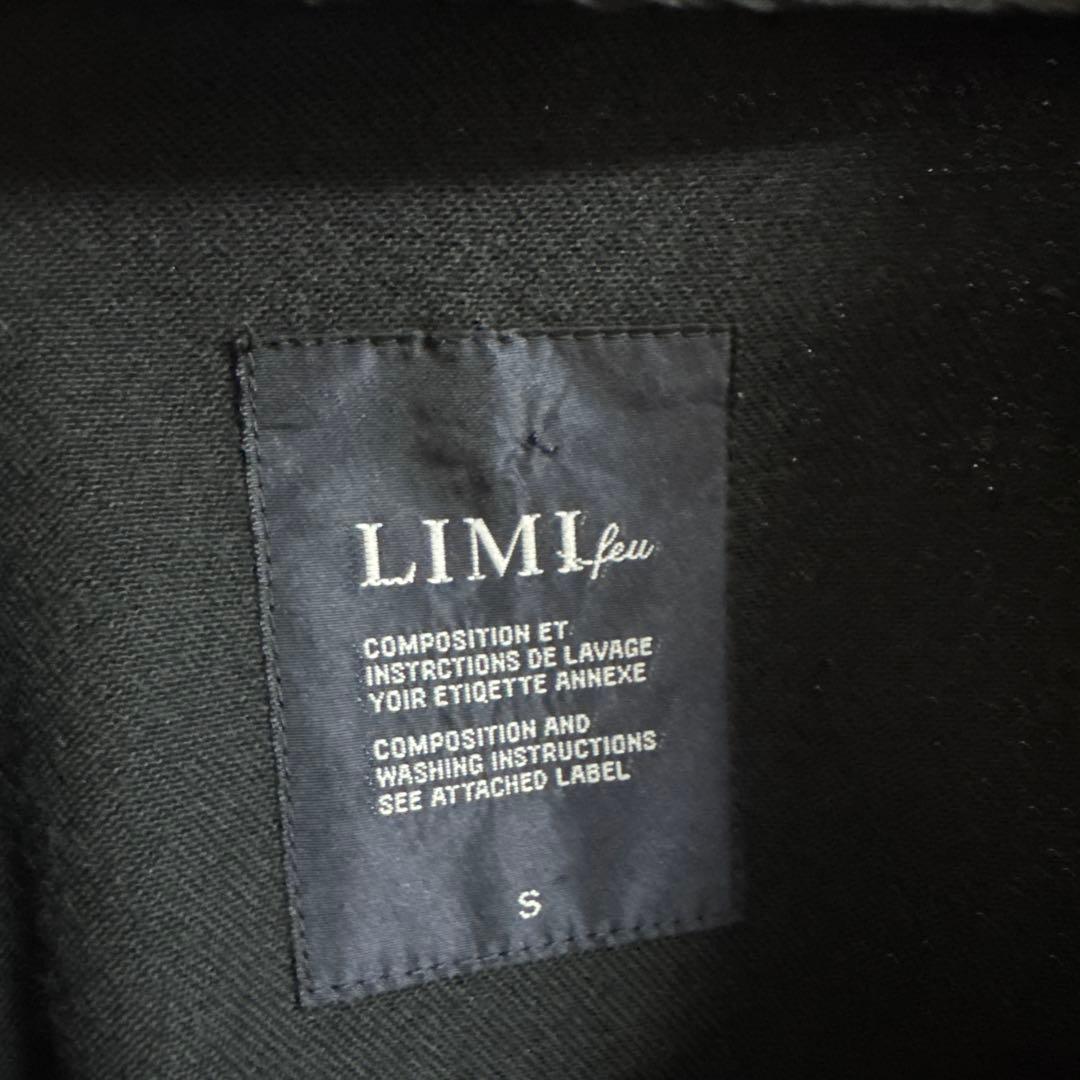 LIMI feu
COMPOSITION ET
INSTRCTIONS DE LAVAGE
YOIR ETIQETTE ANNEXE
COMPOSITION AND
WASHING INSTRUCTIONS
SEE ATTACHED LABEL
S